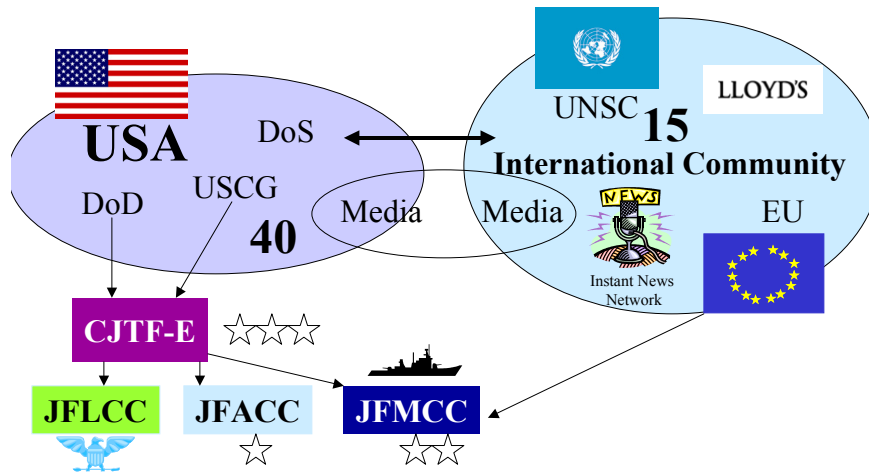 UNSC
LLOYD'S
15
USA
DoS
International Community
DoD
USCG
40
Media
Media
NEWS
EU
Instant News
Network
CJTF-E
JFLCC
JFACC
JFMCC